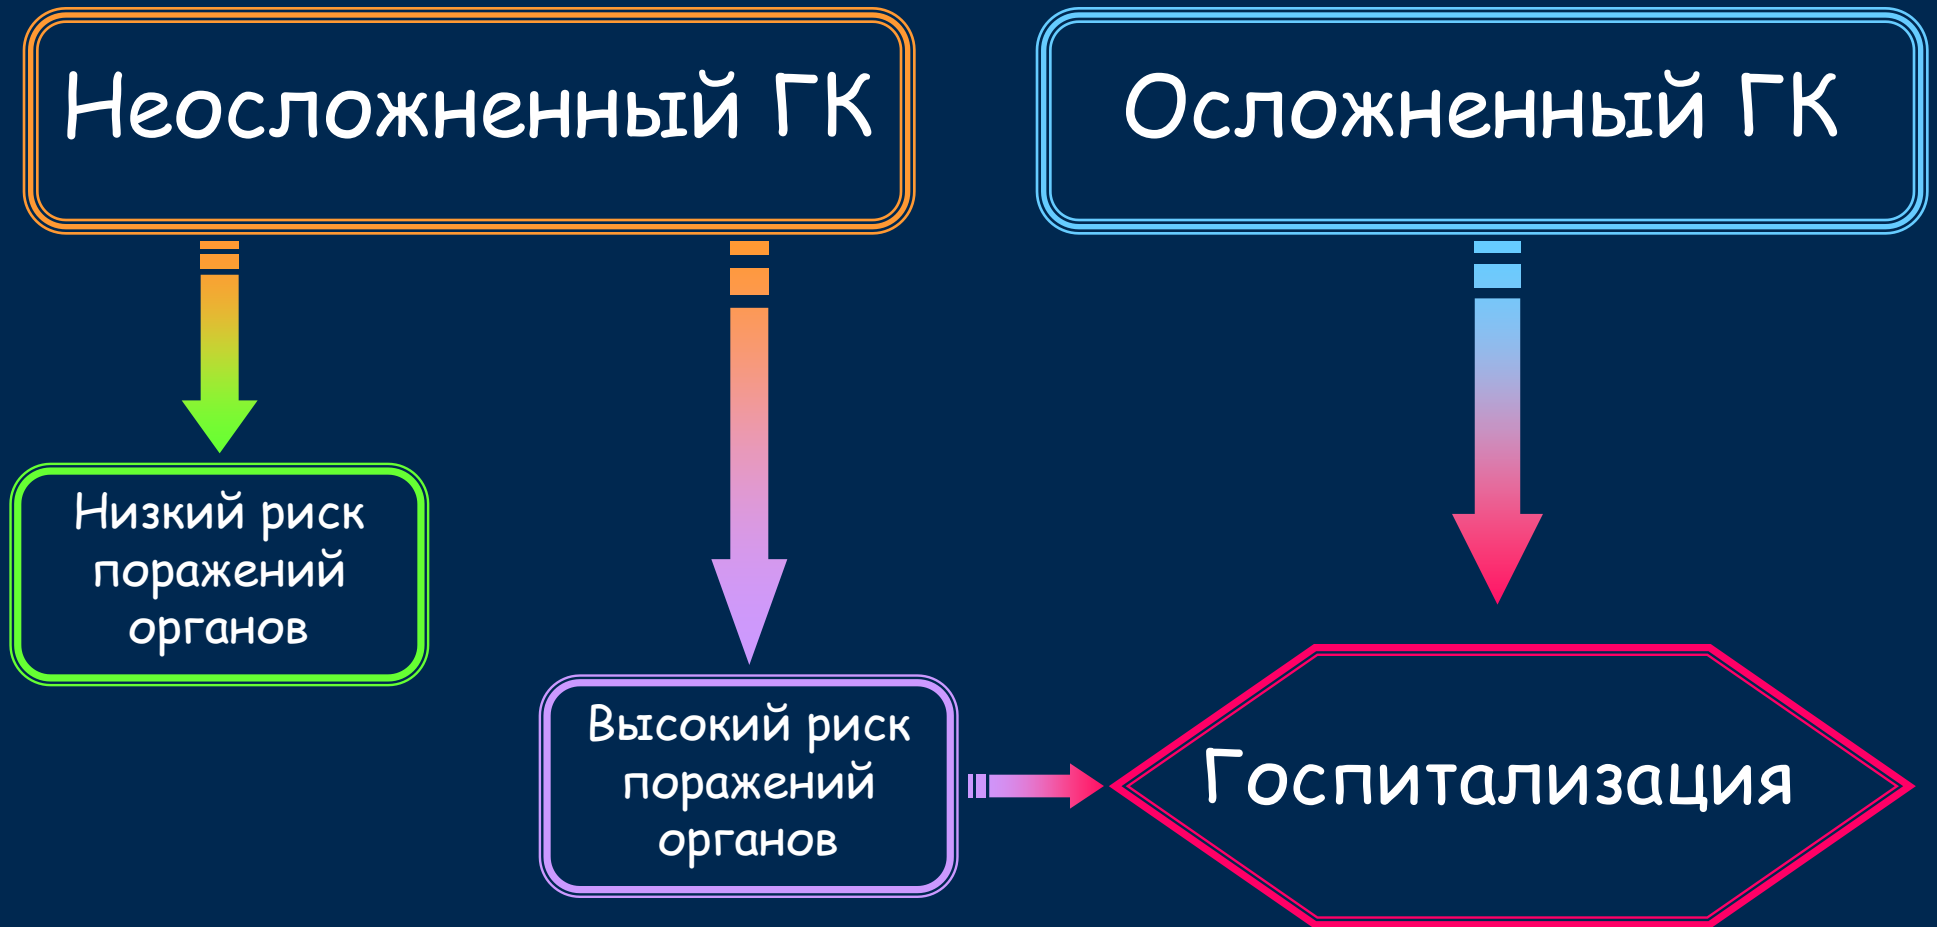 Неосложненный ГК
Осложненный ГК
Низкий риск
поражений
органов
Высокий риск
поражений
органов
Госпитализация